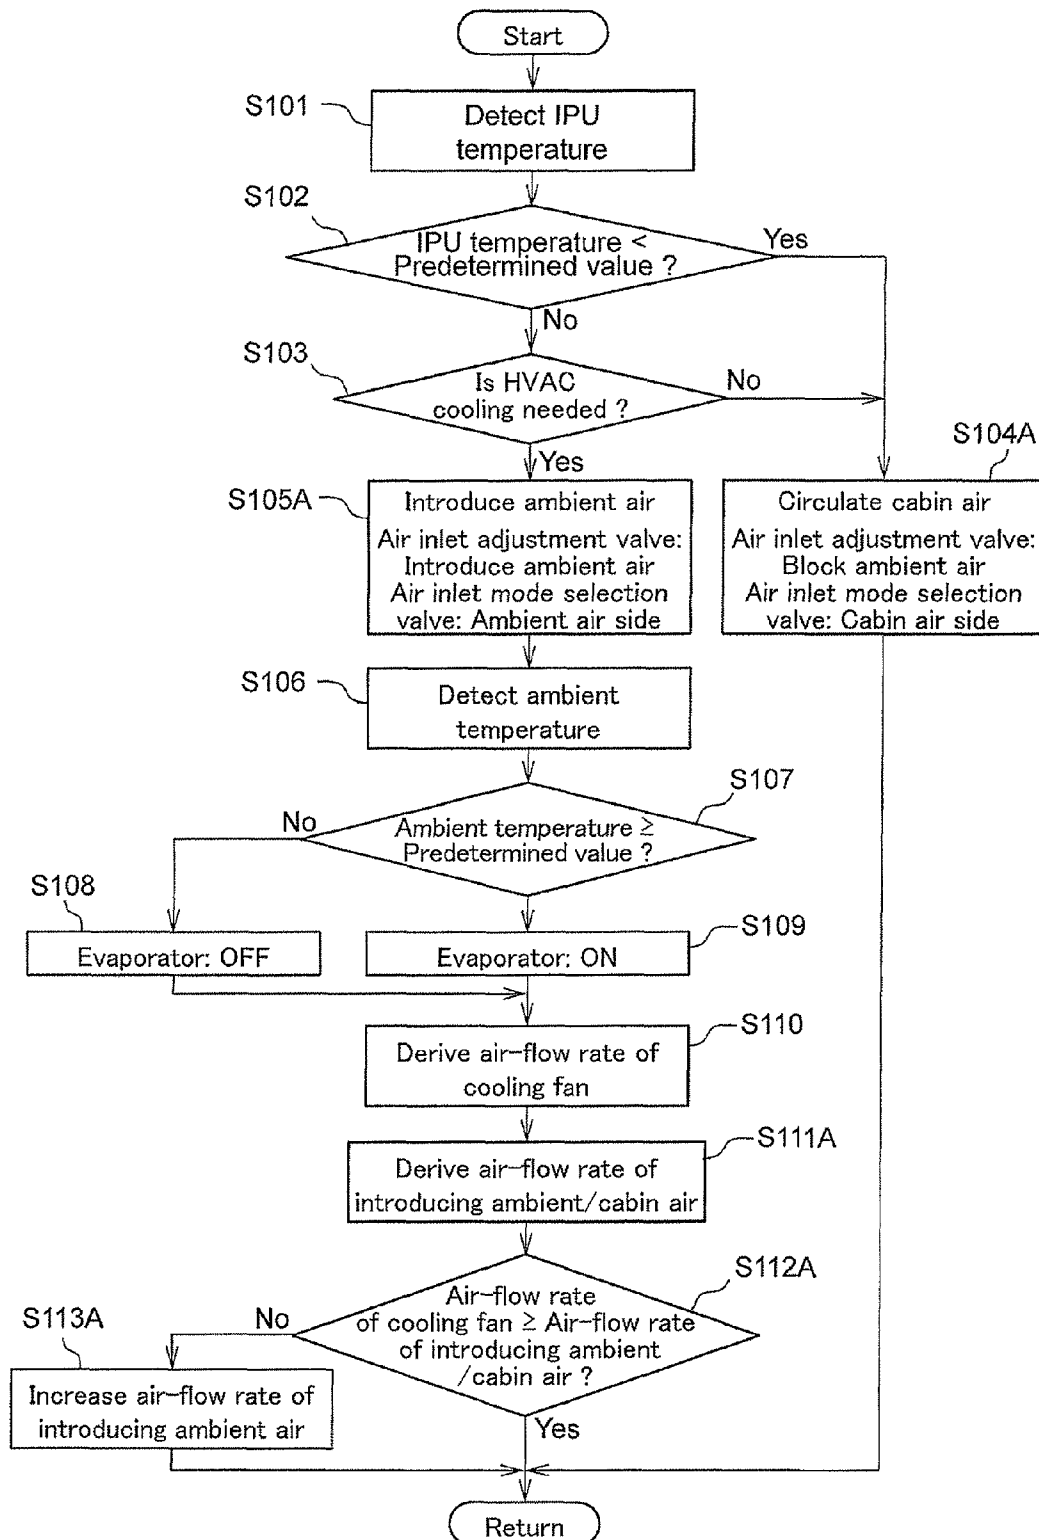 Start
S101
Detect IPU
temperature
S102
IPU temperature <
Predetermined value ?
Yes
No
S103
Is HVAC
cooling needed ?
No
Yes
S104A
Circulate cabin air
Air inlet adjustment valve:
Block ambient air
Air inlet mode selection
valve: Cabin air side
S105A
Introduce ambient air
Air inlet adjustment valve:
Introduce ambient air
Air inlet mode selection
valve: Ambient air side
S106
Detect ambient
temperature
S107
Ambient temperature ≥
Predetermined value ?
No
S108
Evaporator: OFF
S109
Evaporator: ON
S110
Derive air-flow rate of
cooling fan
S111A
Derive air-flow rate of
introducing ambient/cabin air
S112A
Air-flow rate
of cooling fan ≥ Air-flow rate
of introducing ambient
/cabin air ?
No
Yes
S113A
Increase air-flow rate of
introducing ambient air
Return